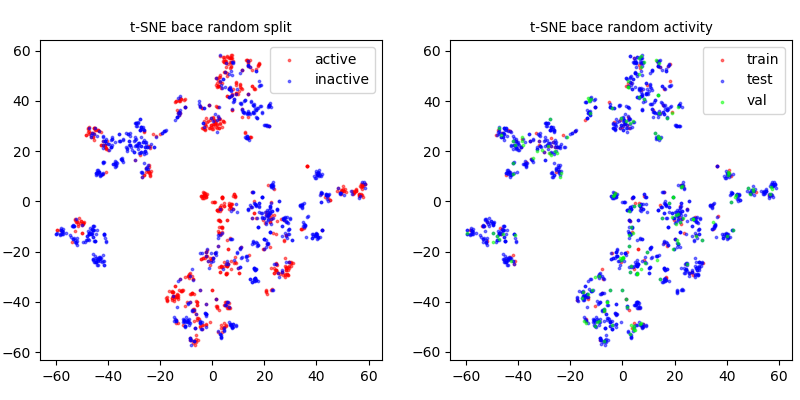 t-SNE bace random split
active
inactive
60
40
20
0
−20
−40
−60
−60 −40 −20 0 20 40 60
t-SNE bace random activity
train
test
val
60
40
20
0
−20
−40
−60
−60 −40 −20 0 20 40 60